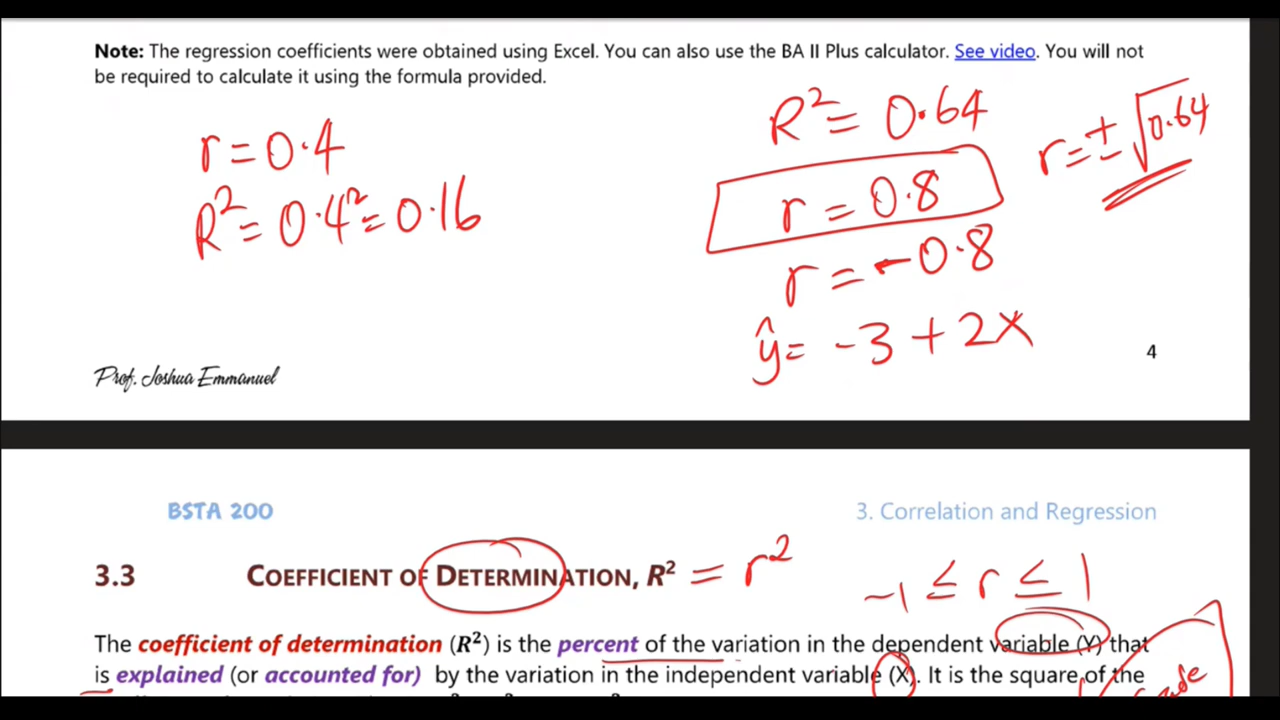 Note: The regression coefficients were obtained using Excel. You can also use the BA II Plus calculator. See video. You will not
be required to calculate it using the formula provided.
r = 0.4
R² = 0.4² = 0.16
R² = 0.64
r = ± √0.64
r = 0.8
r = -0.8
ŷ = -3 + 2x
4
Prof. Joshua Emmanuel
BSTA 200
3. Correlation and Regression
3.3 COEFFICIENT OF DETERMINATION, R² = r²
-1 ≤ r ≤ 1
The coefficient of determination (R²) is the percent of the variation in the dependent variable (Y) that
is explained (or accounted for) by the variation in the independent variable (X). It is the square of the